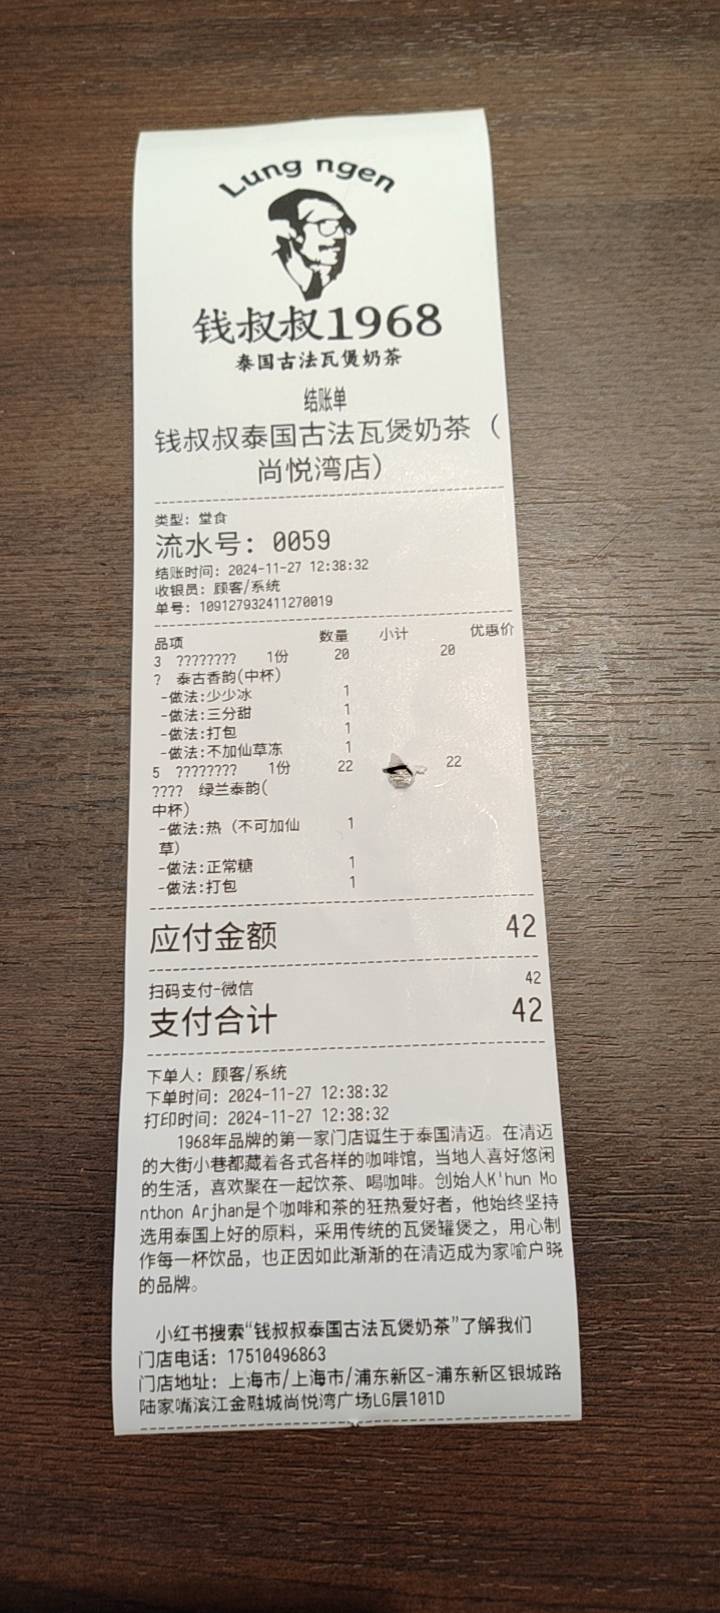 Lung ngen
钱叔叔1968
泰国古法瓦煲奶茶
结账单
钱叔叔泰国古法瓦煲奶茶（
尚悦湾店）
类型: 堂食
流水号: 0059
结账时间: 2024-11-27 12:38:32
收银员: 顾客/系统
单号: 109127932411270019
品项 数量 小计 优惠价
3 ???????? 1份 20 20
? 泰古香韵(中杯)
-做法:少少冰 1
-做法:三分甜 1
-做法:打包 1
-做法:不加仙草冻 1
5 ???????? 1份 22 22
???? 绿兰泰韵(
中杯)
-做法:热 (不可加仙 1
草)
-做法:正常糖 1
-做法:打包 1
应付金额 42
扫码支付-微信 42
支付合计 42
下单人: 顾客/系统
下单时间: 2024-11-27 12:38:32
打印时间: 2024-11-27 12:38:32
1968年品牌的第一家门店诞生于泰国清迈。在清迈
的大街小巷都藏着各式各样的咖啡馆，当地人喜好悠闲
的生活，喜欢聚在一起饮茶、喝咖啡。创始人K'hun Mo
nthon Arjhan是个咖啡和茶的狂热爱好者，他始终坚持
选用泰国上好的原料，采用传统的瓦煲罐煲之，用心制
作每一杯饮品，也正因如此渐渐的在清迈成为家喻户晓
的品牌。
小红书搜索“钱叔叔泰国古法瓦煲奶茶”了解我们
门店电话: 17510496863
门店地址: 上海市/上海市/浦东新区-浦东新区银城路
陆家嘴滨江金融城尚悦湾广场LG层101D